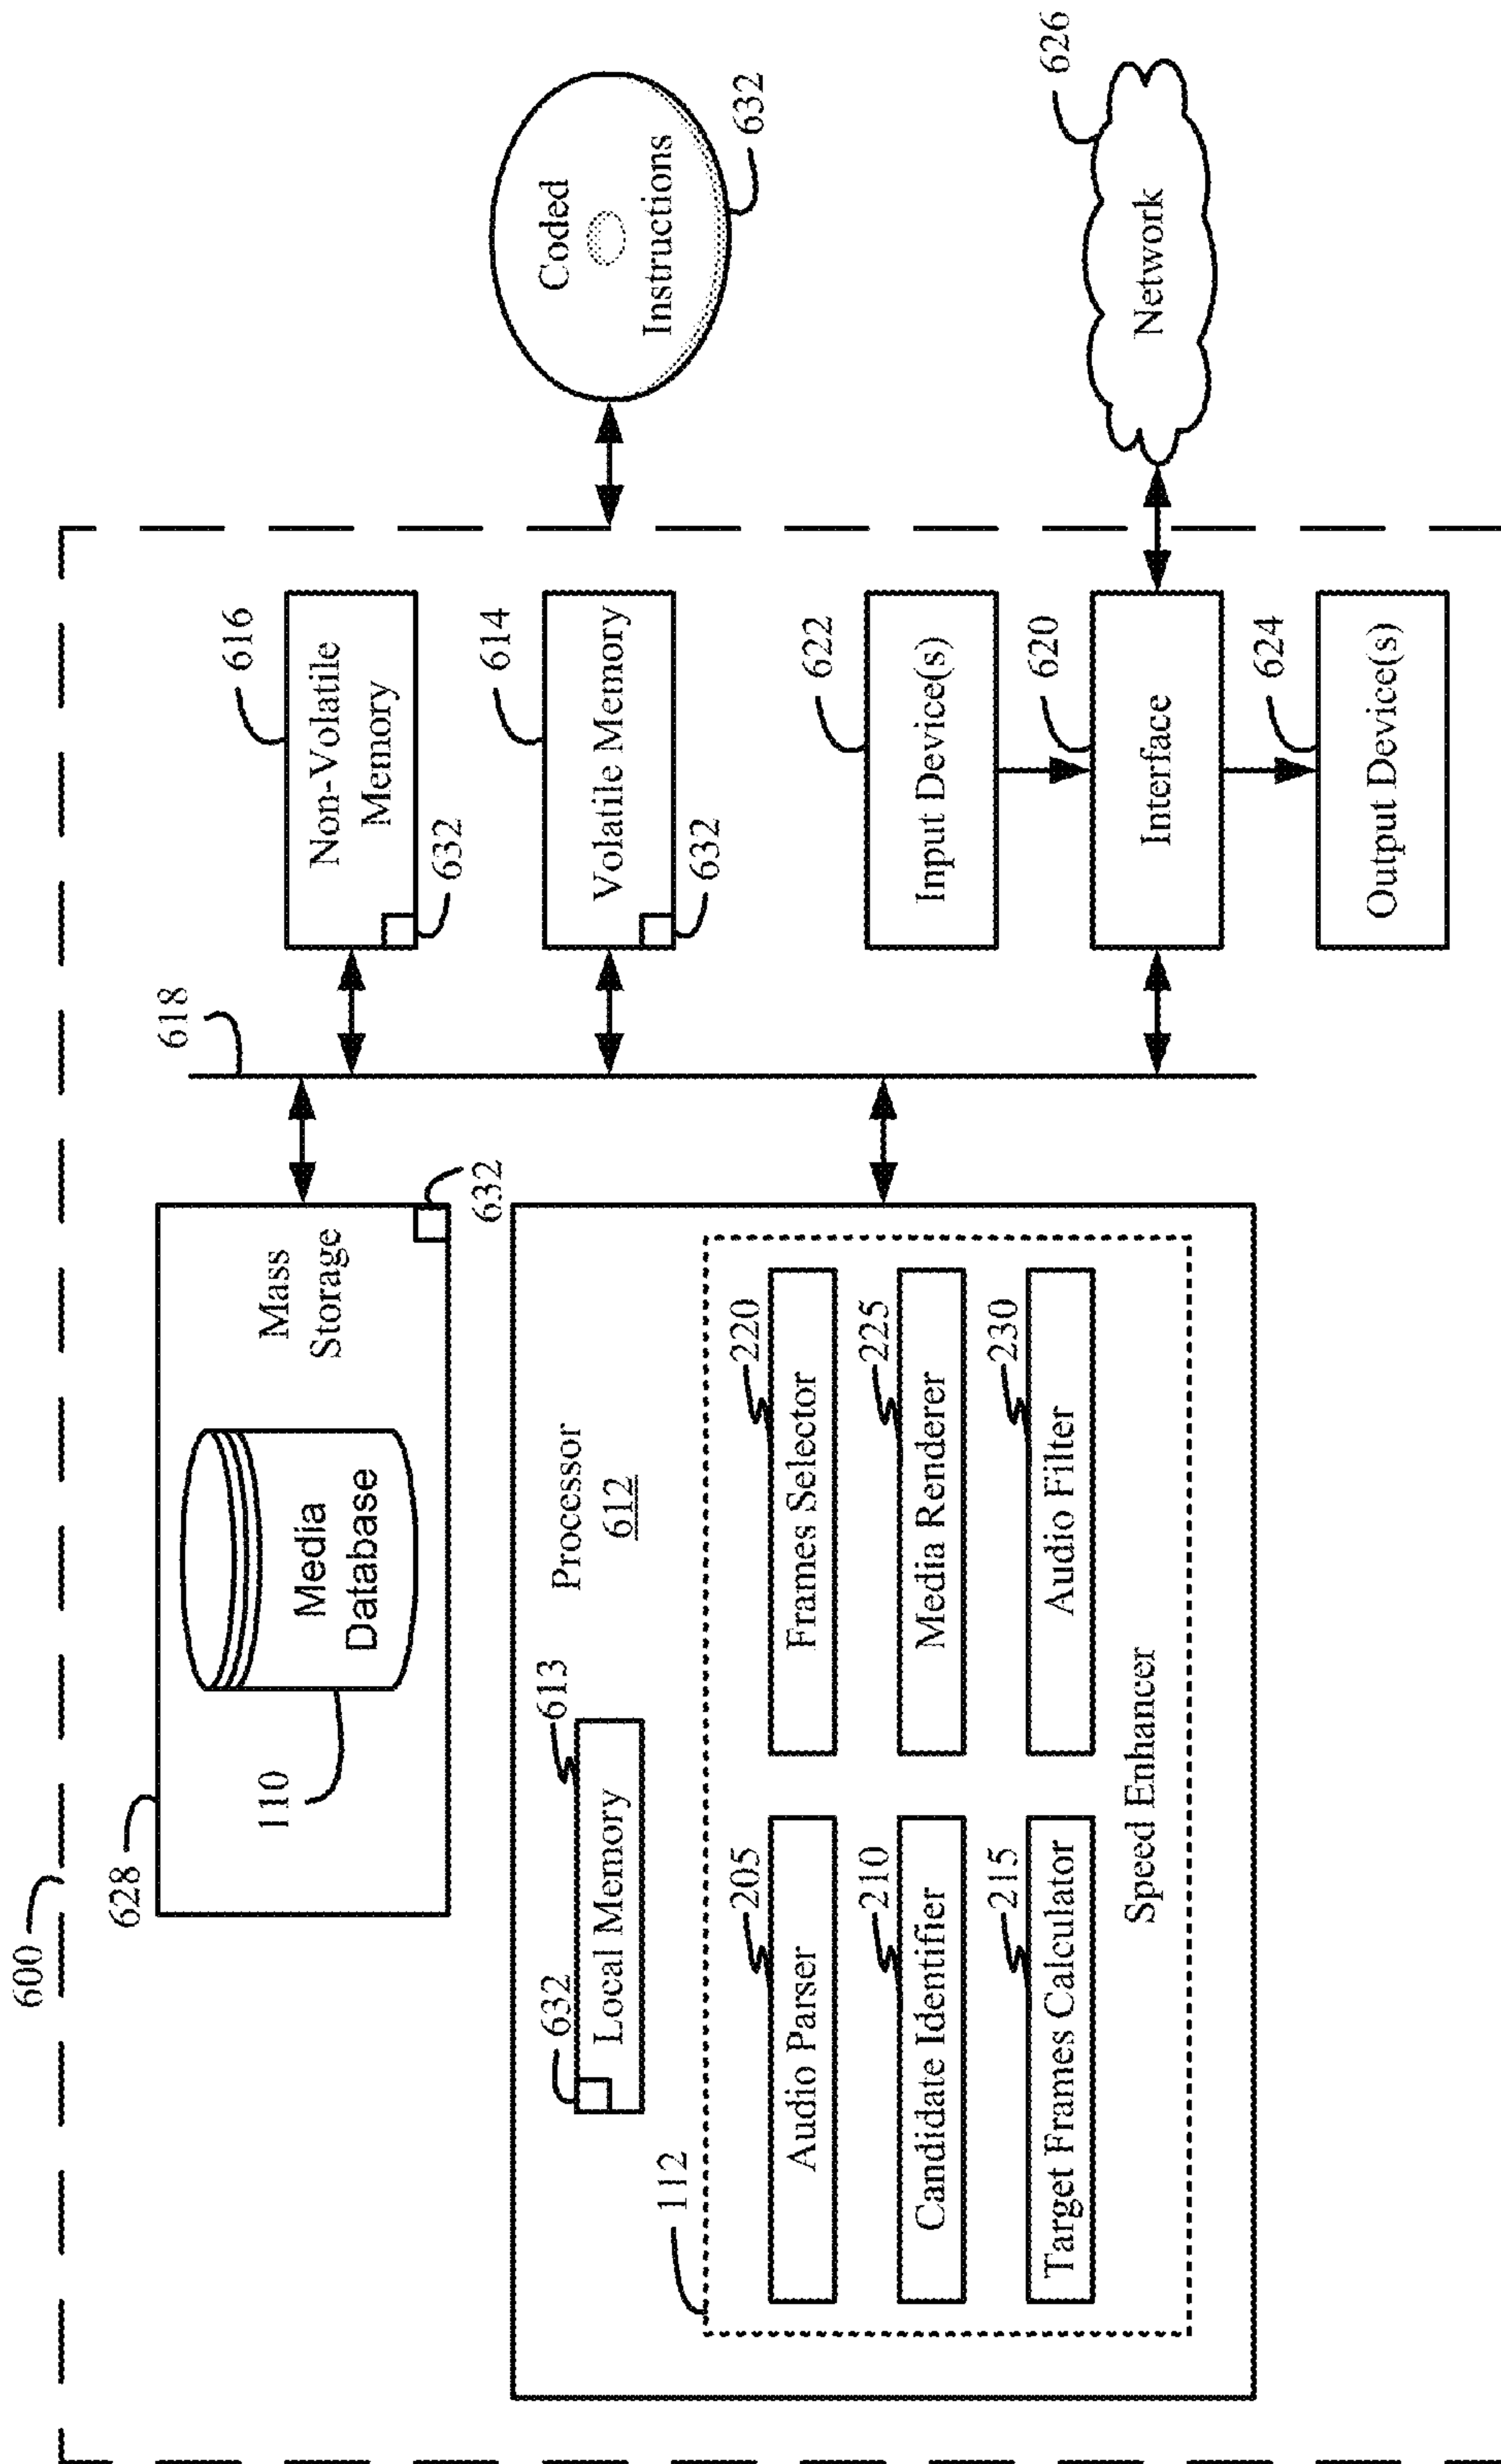 600
628
110
Media
Database
Mass
Storage
632
618
616
Non-Volatile
Memory
632
614
Volatile Memory
632
Coded
Instructions
632
Processor
612
632
613
Local Memory
112
205
Audio Parser
220
Frames Selector
210
Candidate Identifier
225
Media Renderer
215
Target Frames Calculator
230
Audio Filter
Speed Enhancer
622
Input Device(s)
620
Interface
624
Output Device(s)
626
Network